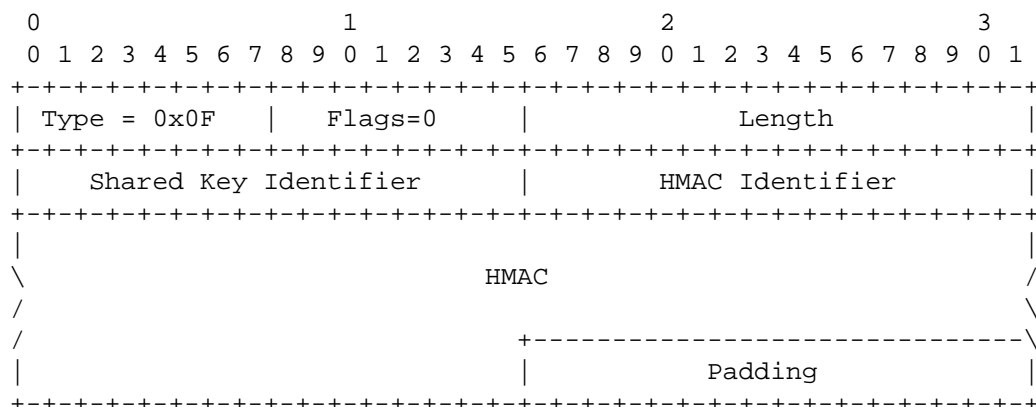 0                   1                   2                   3
 0 1 2 3 4 5 6 7 8 9 0 1 2 3 4 5 6 7 8 9 0 1 2 3 4 5 6 7 8 9 0 1
+-+-+-+-+-+-+-+-+-+-+-+-+-+-+-+-+-+-+-+-+-+-+-+-+-+-+-+-+-+-+-+-+
| Type = 0x0F   |   Flags=0     |             Length            |
+-+-+-+-+-+-+-+-+-+-+-+-+-+-+-+-+-+-+-+-+-+-+-+-+-+-+-+-+-+-+-+-+
|    Shared Key Identifier      |        HMAC Identifier        |
+-+-+-+-+-+-+-+-+-+-+-+-+-+-+-+-+-+-+-+-+-+-+-+-+-+-+-+-+-+-+-+-+
|                                                               |
\                             HMAC                              /
/                                                               \
/                               +-------------------------------\
|                               |           Padding             |
+-+-+-+-+-+-+-+-+-+-+-+-+-+-+-+-+-+-+-+-+-+-+-+-+-+-+-+-+-+-+-+-+